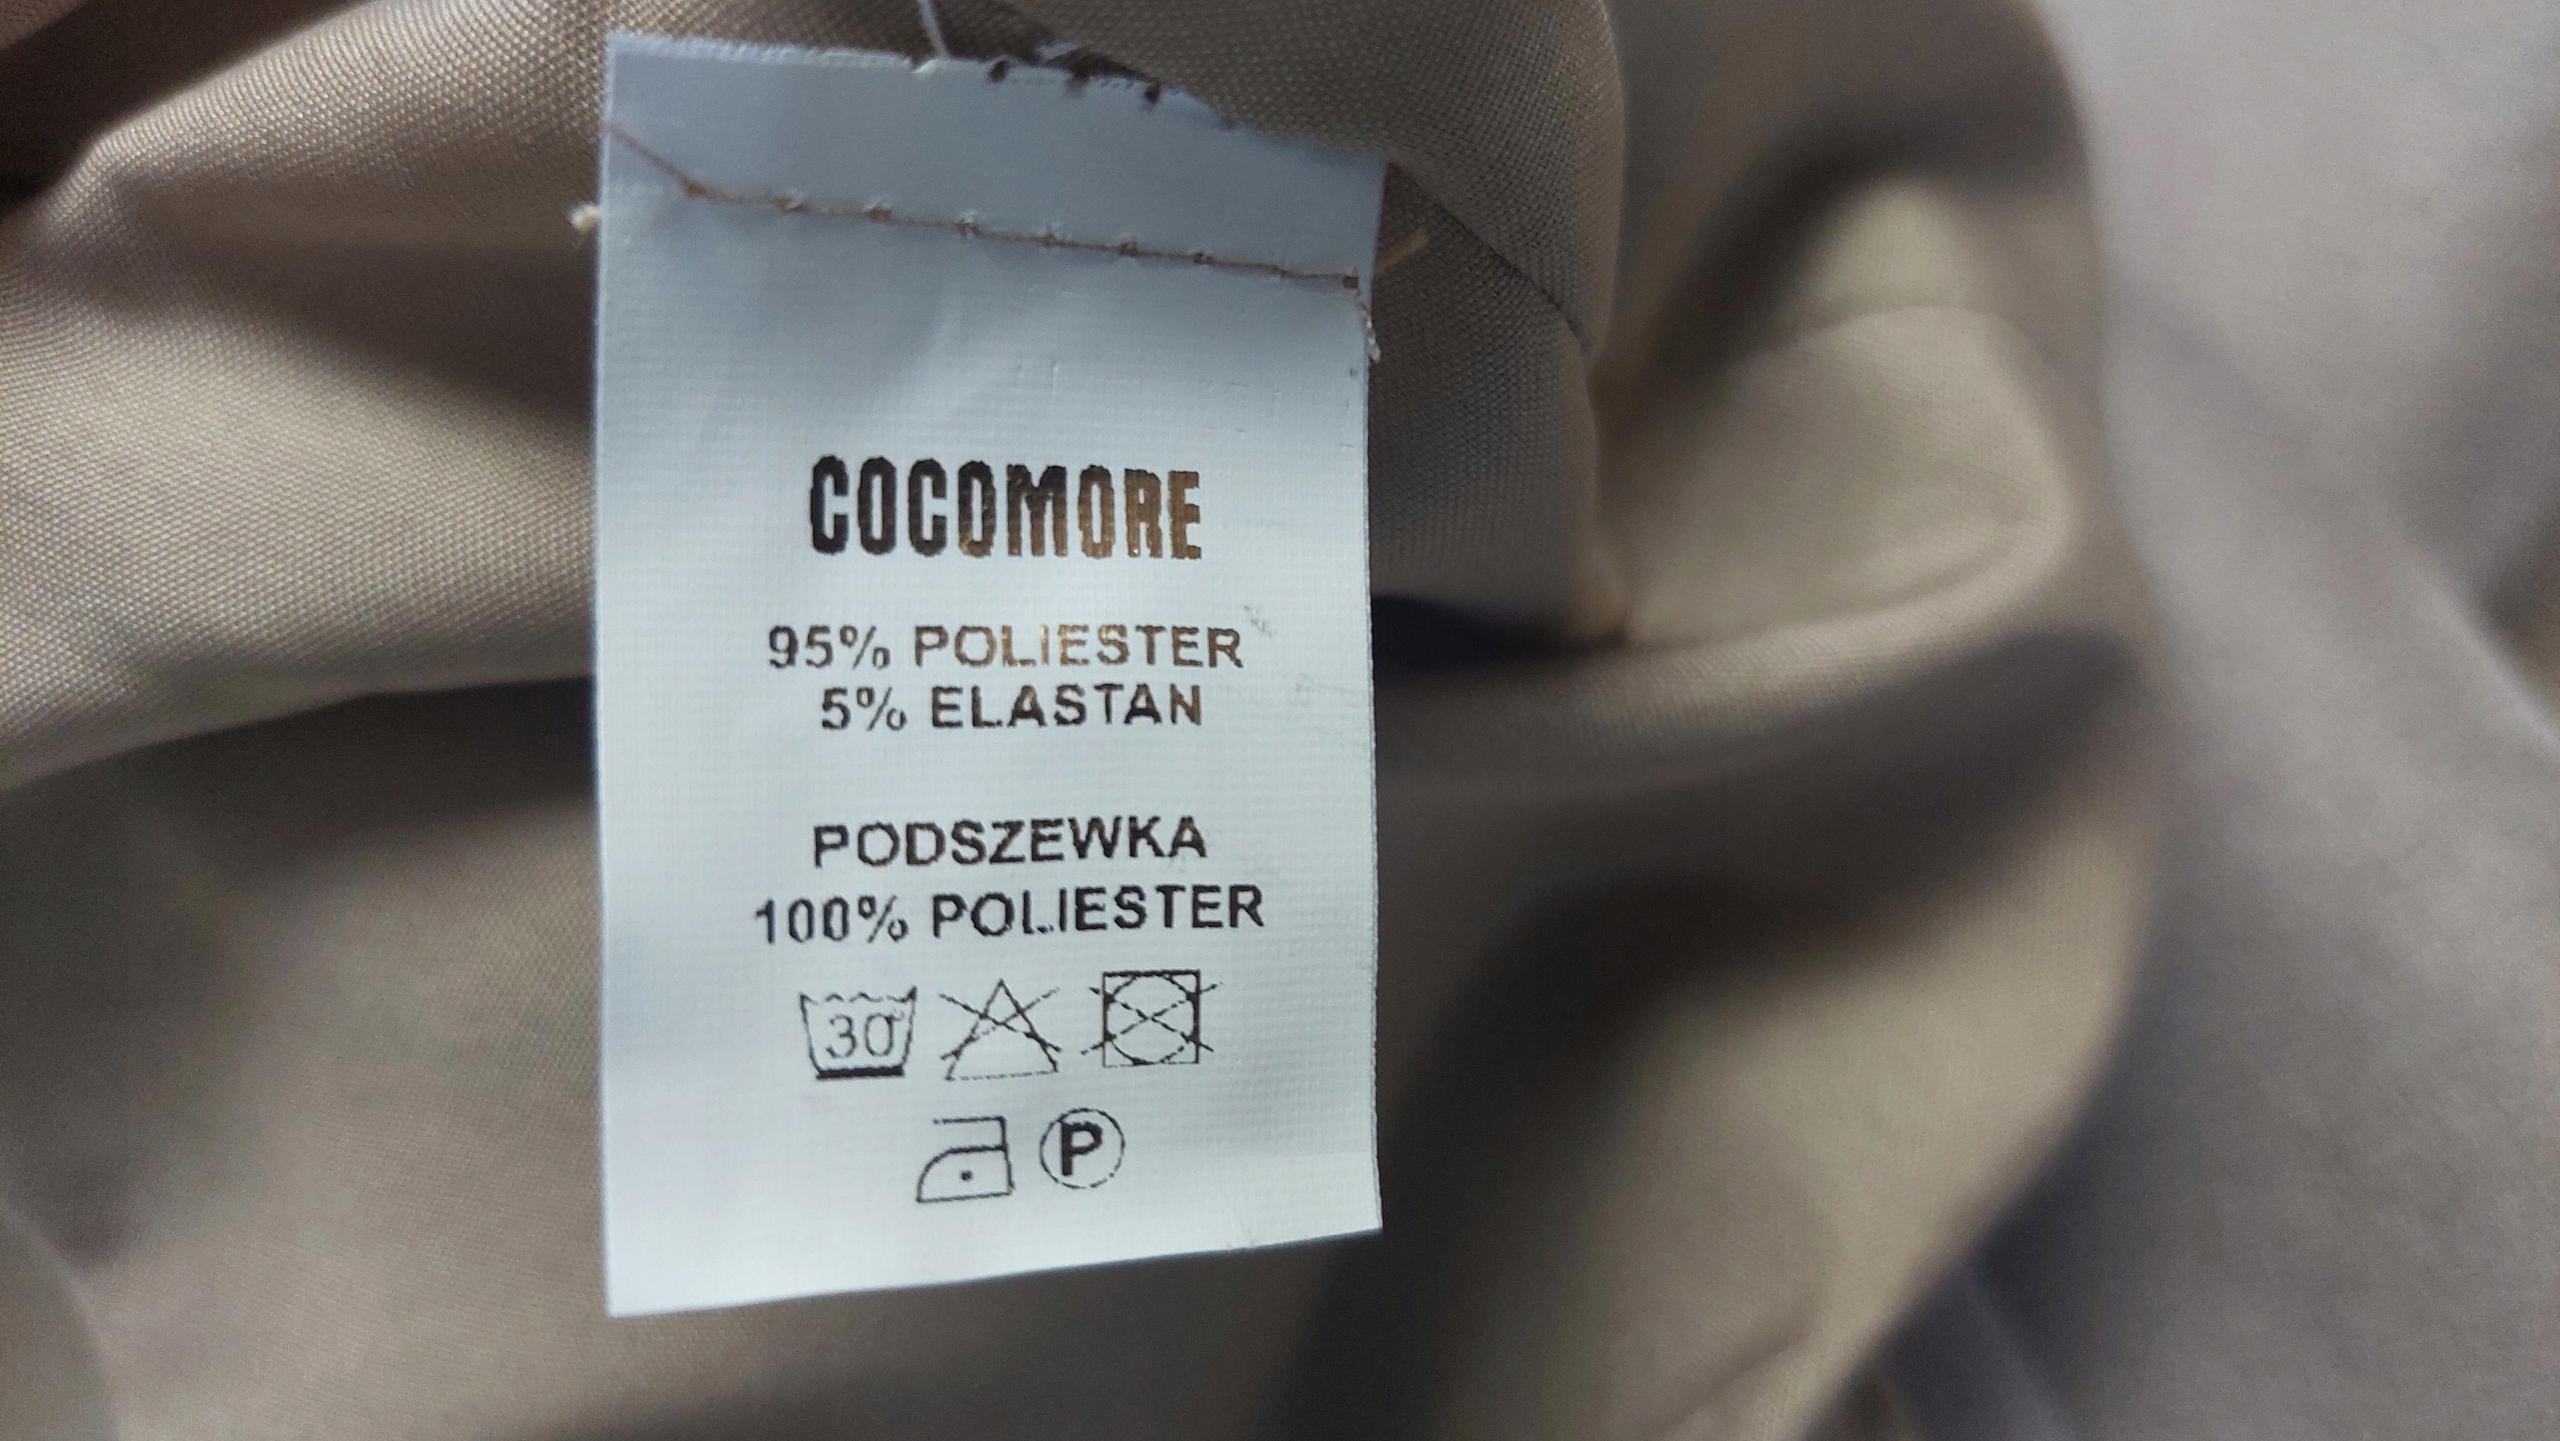 COCOMORE
95% POLIESTER
5% ELASTAN
PODSZEWKA
100% POLIESTER
30°
P